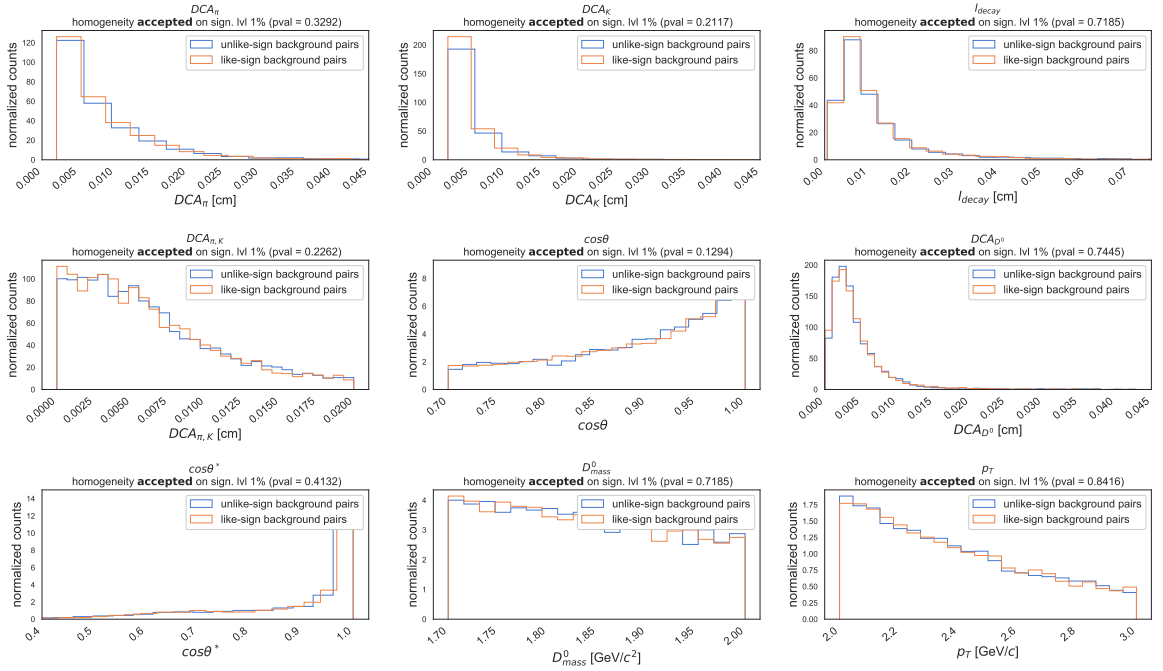 DCA_π
homogeneity accepted on sign. lvl 1% (pval = 0.3292)
normalized counts
120
100
80
60
40
20
0
unlike-sign background pairs
like-sign background pairs
0.000
0.005
0.010
0.015
0.020
0.025
0.030
0.035
0.040
0.045
DCA_π [cm]
DCA_K
homogeneity accepted on sign. lvl 1% (pval = 0.2117)
normalized counts
200
150
100
50
0
unlike-sign background pairs
like-sign background pairs
0.000
0.005
0.010
0.015
0.020
0.025
0.030
0.035
0.040
0.045
DCA_K [cm]
l_decay
homogeneity accepted on sign. lvl 1% (pval = 0.7185)
normalized counts
80
60
40
20
0
unlike-sign background pairs
like-sign background pairs
0.00
0.01
0.02
0.03
0.04
0.05
0.06
0.07
l_decay [cm]
DCA_π,K
homogeneity accepted on sign. lvl 1% (pval = 0.2262)
normalized counts
100
80
60
40
20
0
unlike-sign background pairs
like-sign background pairs
0.0000
0.0025
0.0050
0.0075
0.0100
0.0125
0.0150
0.0175
0.0200
DCA_π,K [cm]
cosθ
homogeneity accepted on sign. lvl 1% (pval = 0.1294)
normalized counts
8
6
4
2
0
unlike-sign background pairs
like-sign background pairs
0.70
0.75
0.80
0.85
0.90
0.95
1.00
cosθ
DCA_D⁰
homogeneity accepted on sign. lvl 1% (pval = 0.7445)
normalized counts
200
150
100
50
0
unlike-sign background pairs
like-sign background pairs
0.000
0.005
0.010
0.015
0.020
0.025
0.030
0.035
0.040
0.045
DCA_D⁰ [cm]
cosθ*
homogeneity accepted on sign. lvl 1% (pval = 0.4132)
normalized counts
14
12
10
8
6
4
2
0
unlike-sign background pairs
like-sign background pairs
0.4
0.5
0.6
0.7
0.8
0.9
1.0
cosθ*
D⁰_mass
homogeneity accepted on sign. lvl 1% (pval = 0.7185)
normalized counts
4
3
2
1
0
unlike-sign background pairs
like-sign background pairs
1.70
1.75
1.80
1.85
1.90
1.95
2.00
D⁰_mass [GeV/c²]
p_T
homogeneity accepted on sign. lvl 1% (pval = 0.8416)
normalized counts
1.75
1.50
1.25
1.00
0.75
0.50
0.25
0.00
unlike-sign background pairs
like-sign background pairs
2.0
2.2
2.4
2.6
2.8
3.0
p_T [GeV/c]